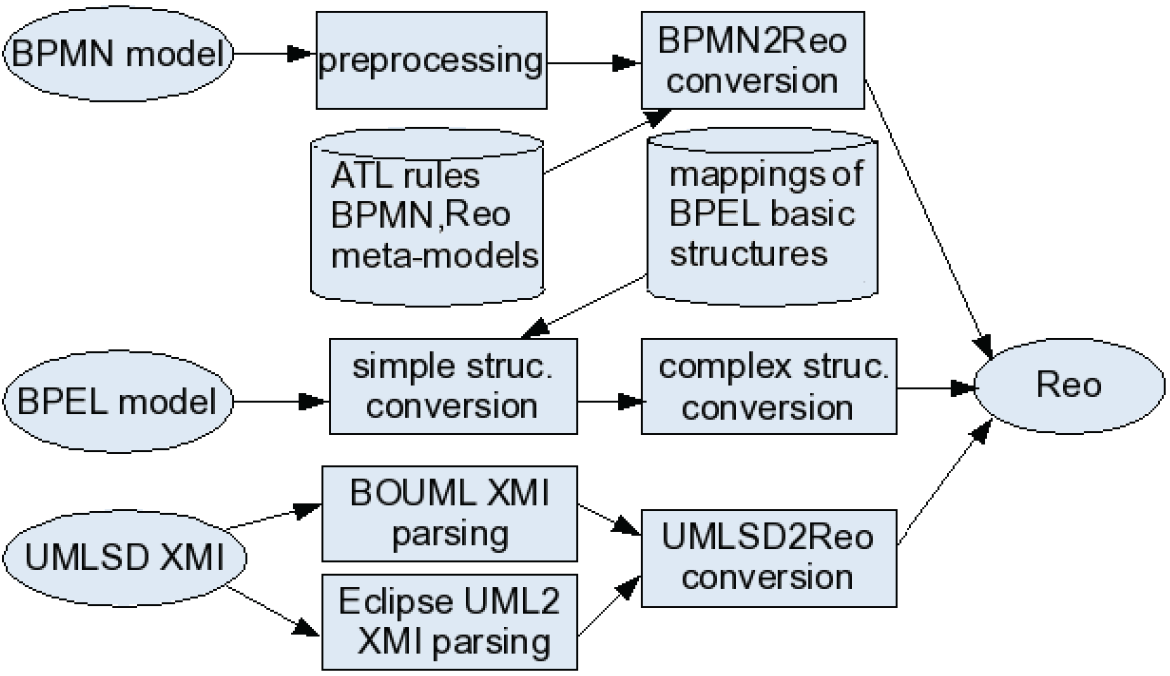 BPMN model
preprocessing
BPMN2Reo
conversion
ATL rules
BPMN,Reo
meta-models
mappings of
BPEL basic
structures
BPEL model
simple struc.
conversion
complex struc.
conversion
Reo
UMLSD XMI
BOUML XMI
parsing
Eclipse UML2
XMI parsing
UMLSD2Reo
conversion